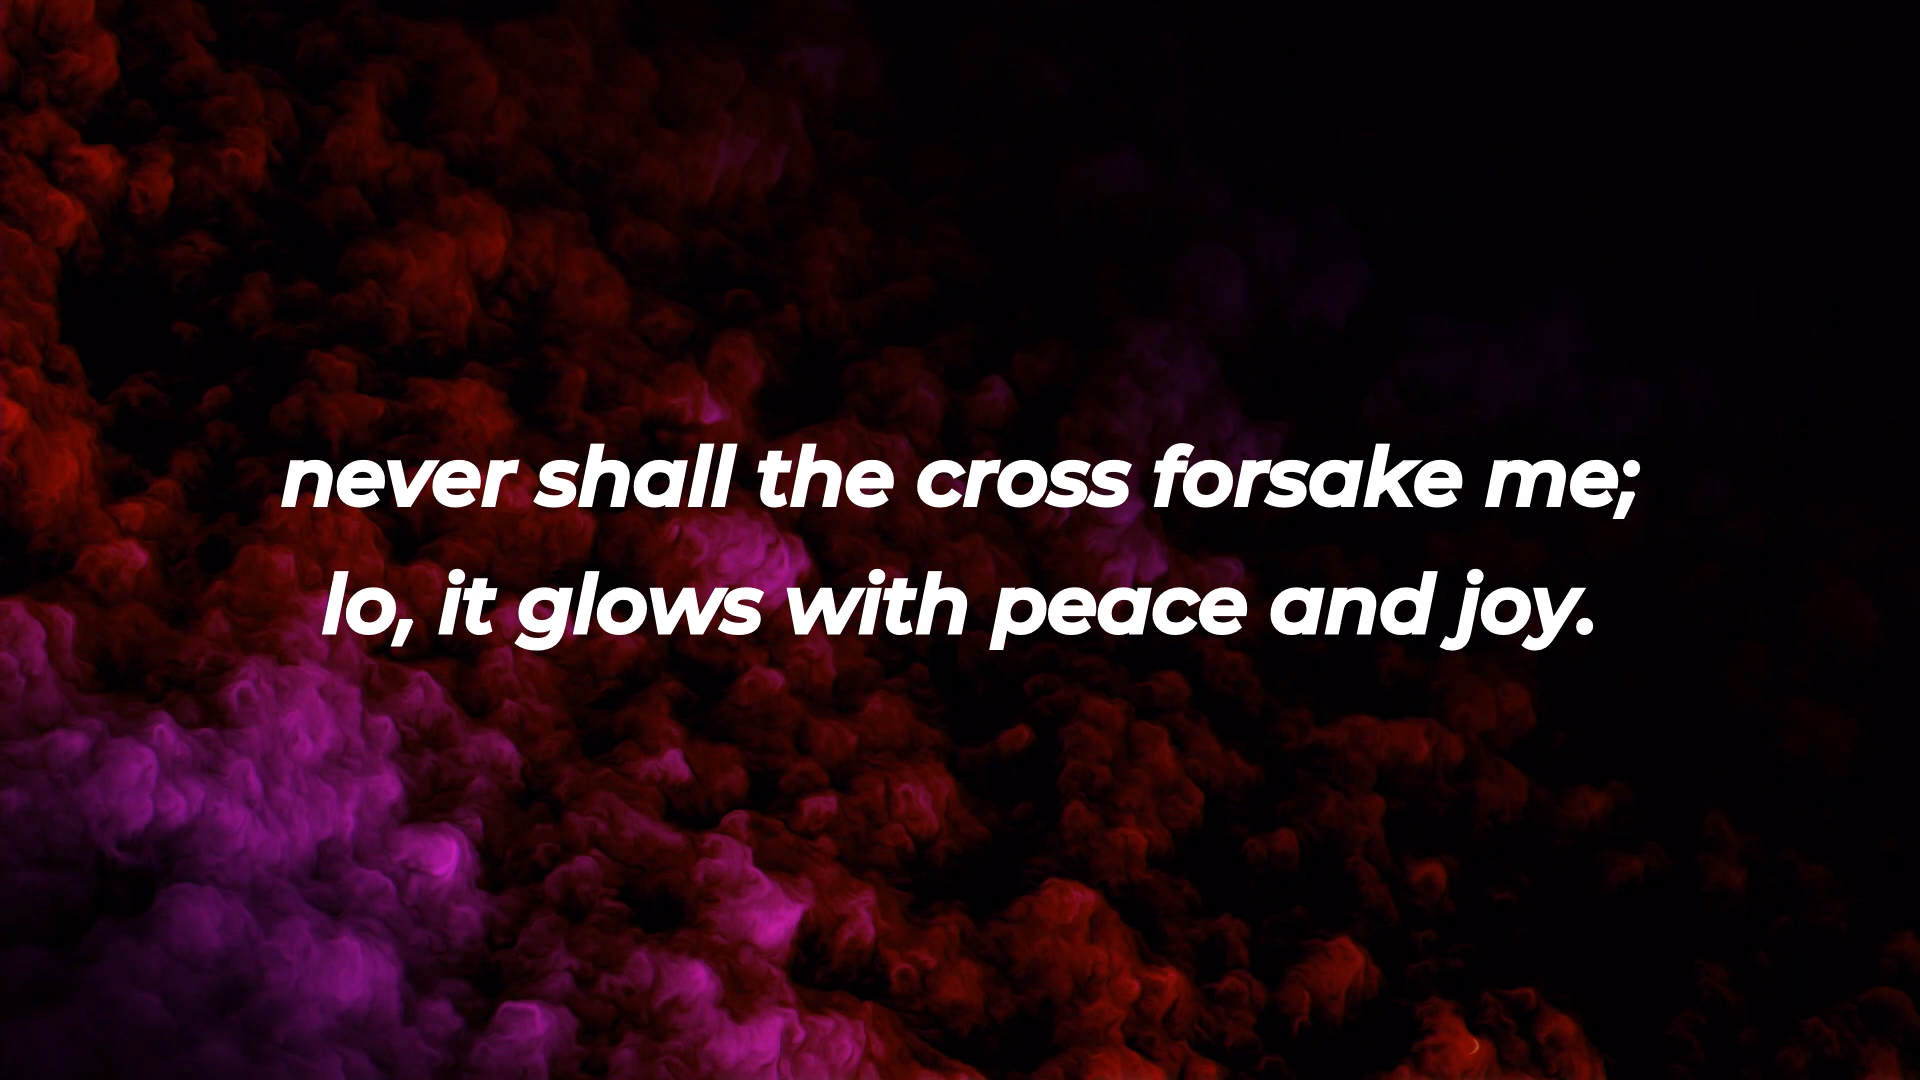 never shall the cross forsake me;
lo, it glows with peace and joy.